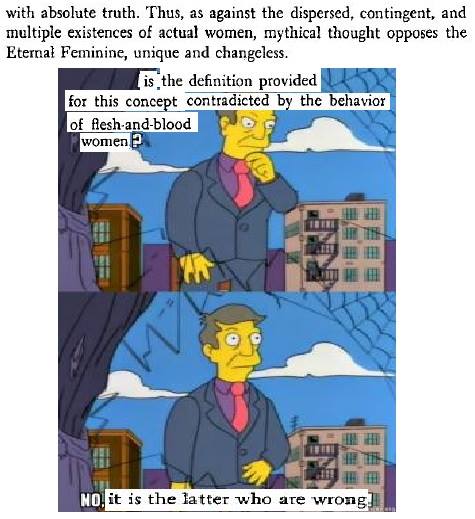 with absolute truth. Thus, as against the dispersed, contingent, and
multiple existences of actual women, mythical thought opposes the
Eternal Feminine, unique and changeless.
is the definition provided
for this concept contradicted by the behavior
of flesh-and-blood
women?
NO, it is the latter who are wrong.